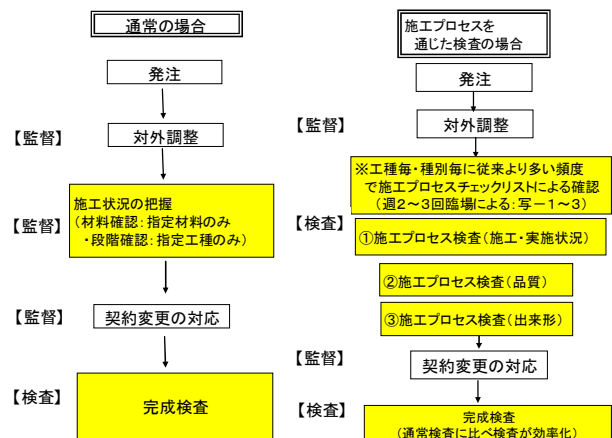 通常の場合
発注
【監督】
対外調整
施工状況の把握
(材料確認:指定材料のみ
・段階確認:指定工種のみ)
【監督】
【監督】
契約変更の対応
【検査】
完成検査
施工プロセスを
通じた検査の場合
発注
【監督】
対外調整
※工種毎・種別毎に従来より多い頻度
で施工プロセスチェックリストによる確認
(週2~3回臨場による:写-1~3)
【検査】
①施工プロセス検査(施工・実施状況)
②施工プロセス検査(品質)
③施工プロセス検査(出来形)
【監督】
契約変更の対応
【検査】
完成検査
(通常検査に比べ検査が効率化)